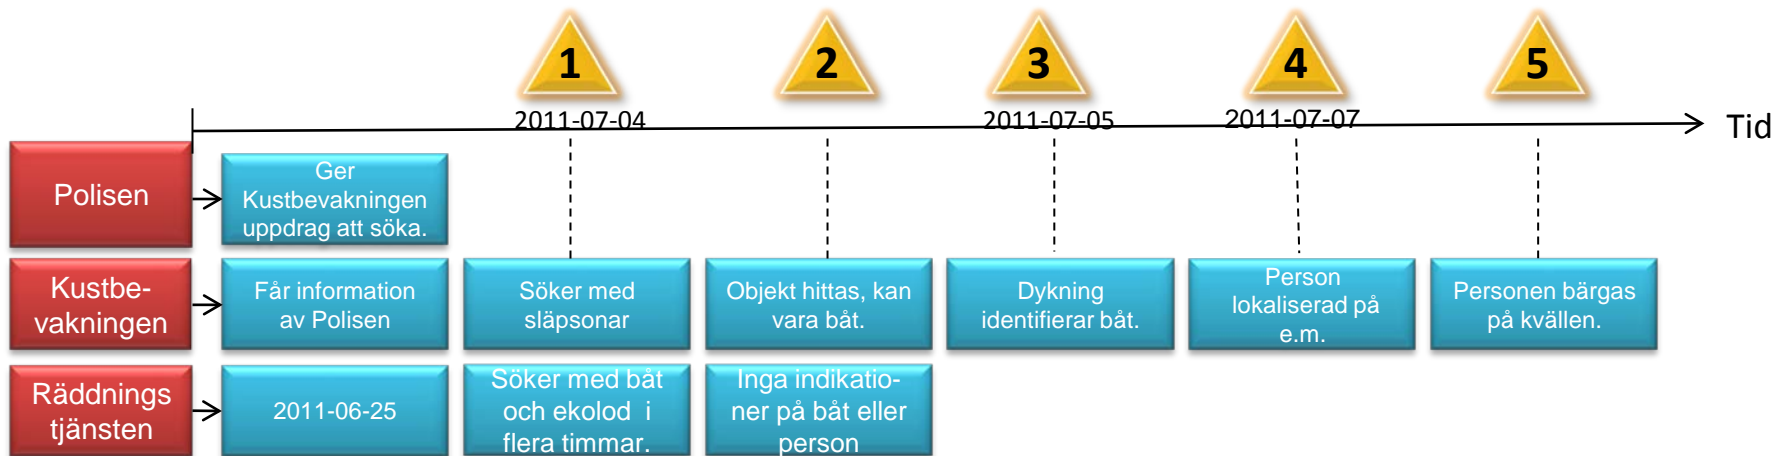 1
2
3
4
5
2011-07-04
2011-07-05
2011-07-07
Tid
Polisen
Ger
Kustbevakningen
uppdrag att söka.
Kustbe-
vakningen
Får information
av Polisen
Söker med
släpsonar
Objekt hittas, kan
vara båt.
Dykning
identifierar båt.
Person
lokaliserad på
e.m.
Personen bärgas
på kvällen.
Räddnings
tjänsten
2011-06-25
Söker med båt
och ekolod i
flera timmar.
Inga indikatio-
ner på båt eller
person